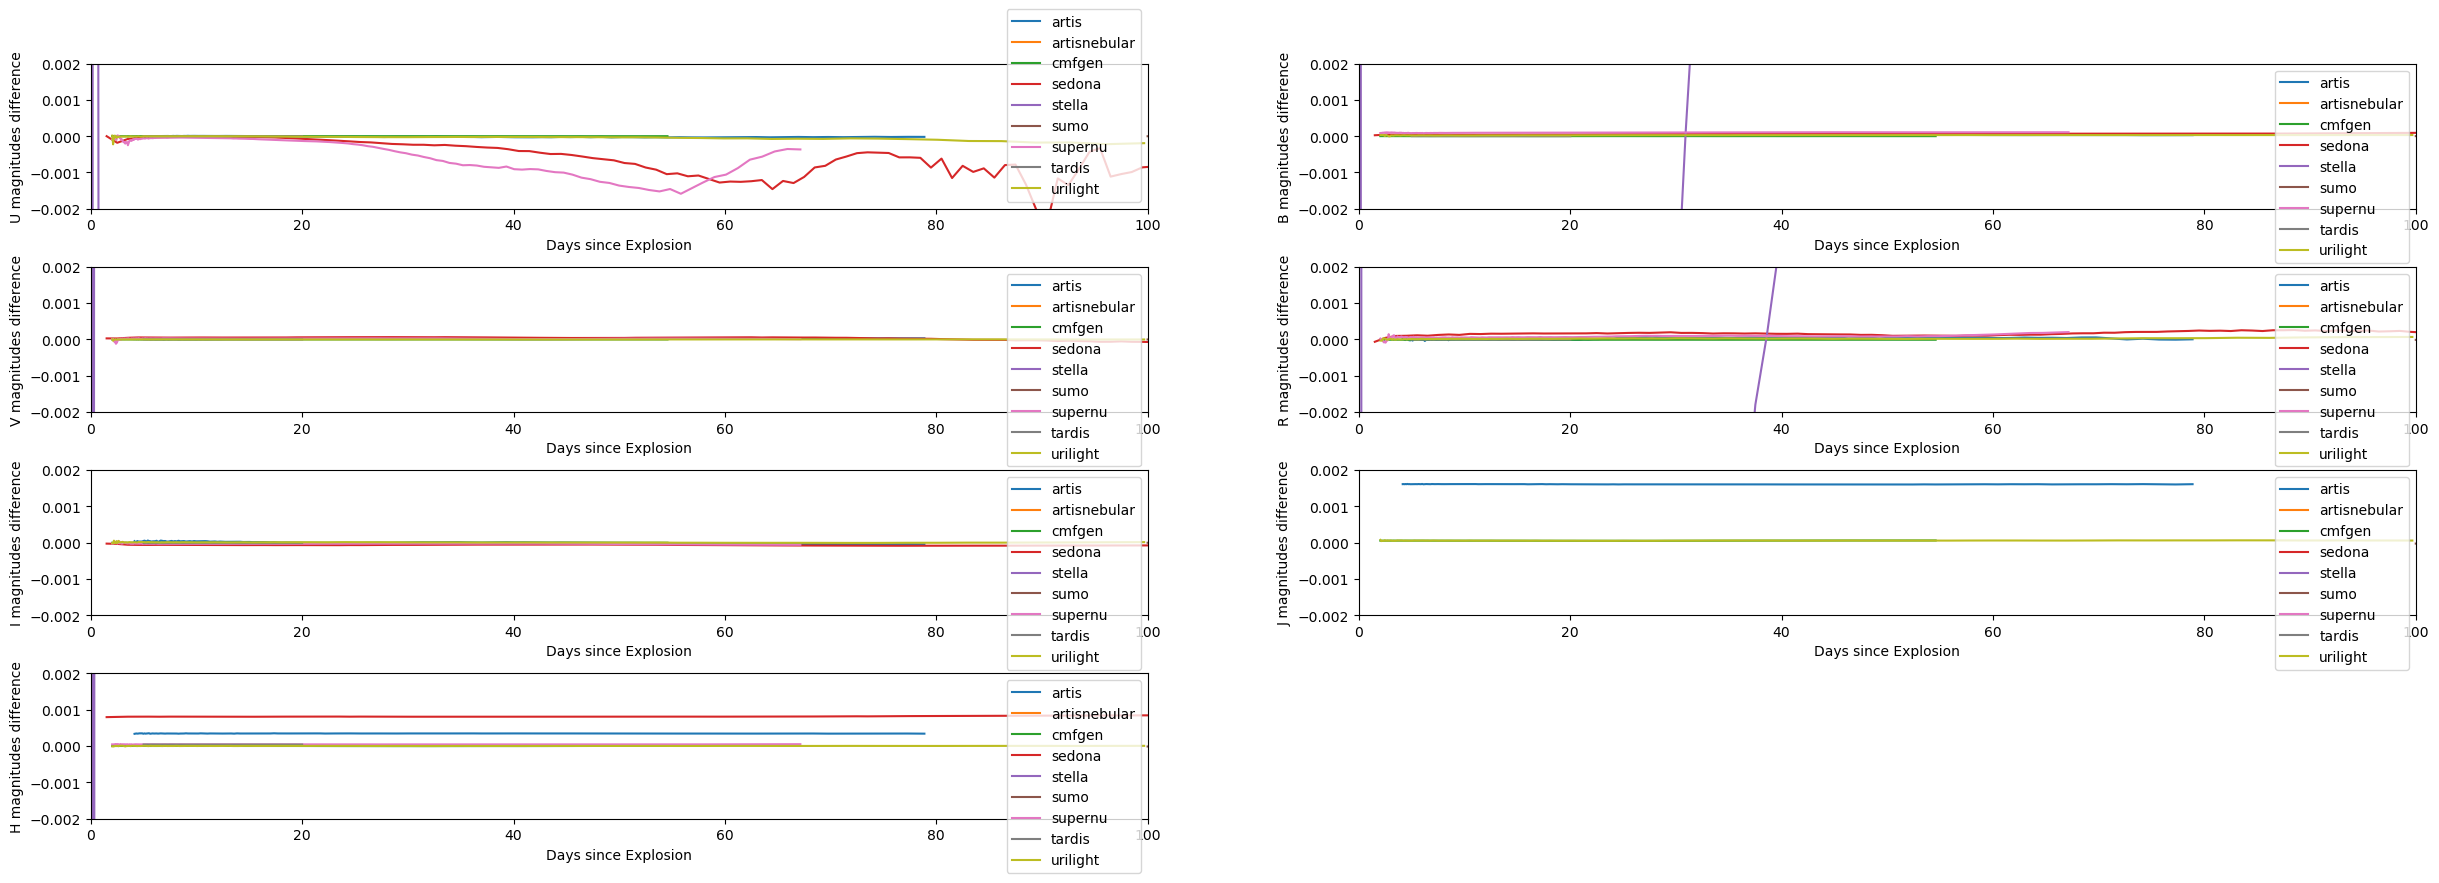 U magnitudes difference
0.002
0.001
0.000
−0.001
−0.002
0
20
40
60
80
100
Days since Explosion
artis
artisnebular
cmfgen
sedona
stella
sumo
supernu
tardis
urilight
B magnitudes difference
0.002
0.001
0.000
−0.001
−0.002
0
20
40
60
80
100
Days since Explosion
artis
artisnebular
cmfgen
sedona
stella
sumo
supernu
tardis
urilight
V magnitudes difference
0.002
0.001
0.000
−0.001
−0.002
0
20
40
60
80
100
Days since Explosion
artis
artisnebular
cmfgen
sedona
stella
sumo
supernu
tardis
urilight
R magnitudes difference
0.002
0.001
0.000
−0.001
−0.002
0
20
40
60
80
100
Days since Explosion
artis
artisnebular
cmfgen
sedona
stella
sumo
supernu
tardis
urilight
I magnitudes difference
0.002
0.001
0.000
−0.001
−0.002
0
20
40
60
80
100
Days since Explosion
artis
artisnebular
cmfgen
sedona
stella
sumo
supernu
tardis
urilight
J magnitudes difference
0.002
0.001
0.000
−0.001
−0.002
0
20
40
60
80
100
Days since Explosion
artis
artisnebular
cmfgen
sedona
stella
sumo
supernu
tardis
urilight
H magnitudes difference
0.002
0.001
0.000
−0.001
−0.002
0
20
40
60
80
100
Days since Explosion
artis
artisnebular
cmfgen
sedona
stella
sumo
supernu
tardis
urilight